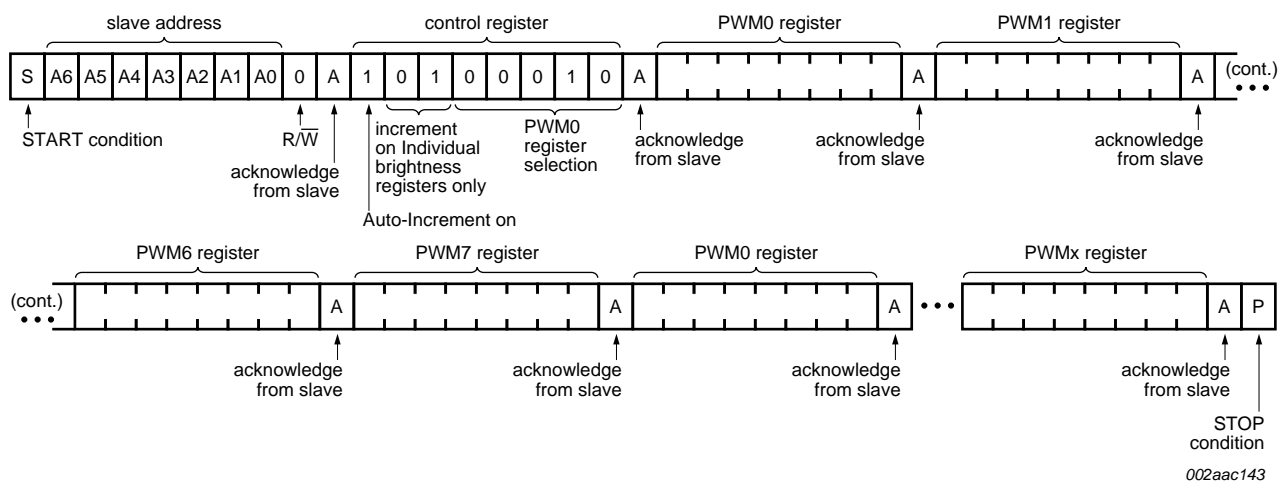 slave address control register PWM0 register PWM1 register
S A6 A5 A4 A3 A2 A1 A0 0 A 1 0 1 0 0 0 1 0 A A A (cont.)
START condition
R/W̅
acknowledge
from slave
increment
on Individual
brightness
registers only
Auto-Increment on
PWM0
register
selection
acknowledge
from slave
acknowledge
from slave
acknowledge
from slave
PWM6 register PWM7 register PWM0 register PWMx register
(cont.) A A A A P
acknowledge
from slave
acknowledge
from slave
acknowledge
from slave
acknowledge
from slave
STOP
condition
002aac143